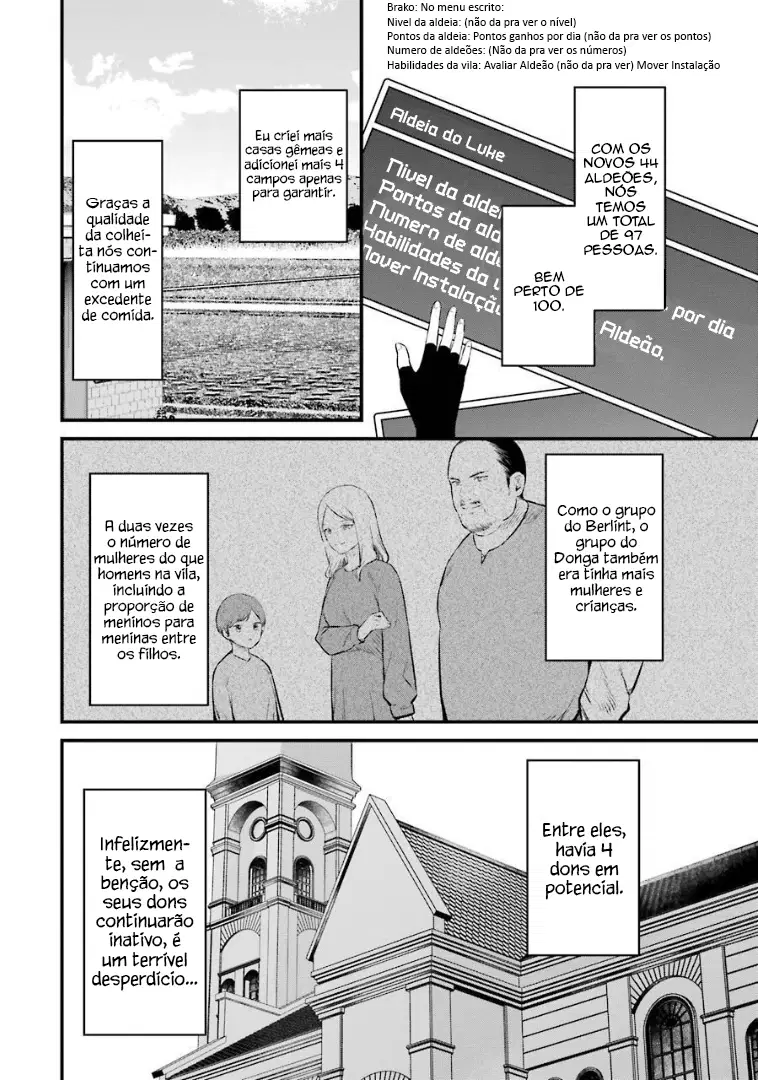 Brako: No menu escrito:
Nivel da aldeia: (não da pra ver o nível)
Pontos da aldeia: Pontos ganhos por dia (não da pra ver os pontos)
Numero de aldeões: (Não da pra ver os números)
Habilidades da vila: Avaliar Aldeão (não da pra ver) Mover Instalação
COM OS
NOVOS 44
ALDEÕES,
NÓS
TEMOS
UM TOTAL
DE 97
PESSOAS.
BEM
PERTO DE
100.
Aldeia do Luke
Nivel da aldei
Pontos da al
Numero de alde
Habilidades da v
Mover Instalação
por dia
Aldeão,
Eu criei mais
casas gêmeas e
adicionei mais 4
campos apenas
para garantir.
Graças a
qualidade
da colhei-
ta nós con-
tinuamos
com um
excedente
de comida.
Como o grupo
do Berlint, o
grupo do
Donga também
era tinha mais
mulheres e
crianças.
A duas vezes
o número de
mulheres do que
homens na vila,
incluindo a
proporção de
meninos para
meninas entre
os filhos.
Entre eles,
havia 4
dons em
potencial.
Infelizmen-
te, sem a
benção, os
seus dons
continuarão
inativo, é
um terrível
desperdício...